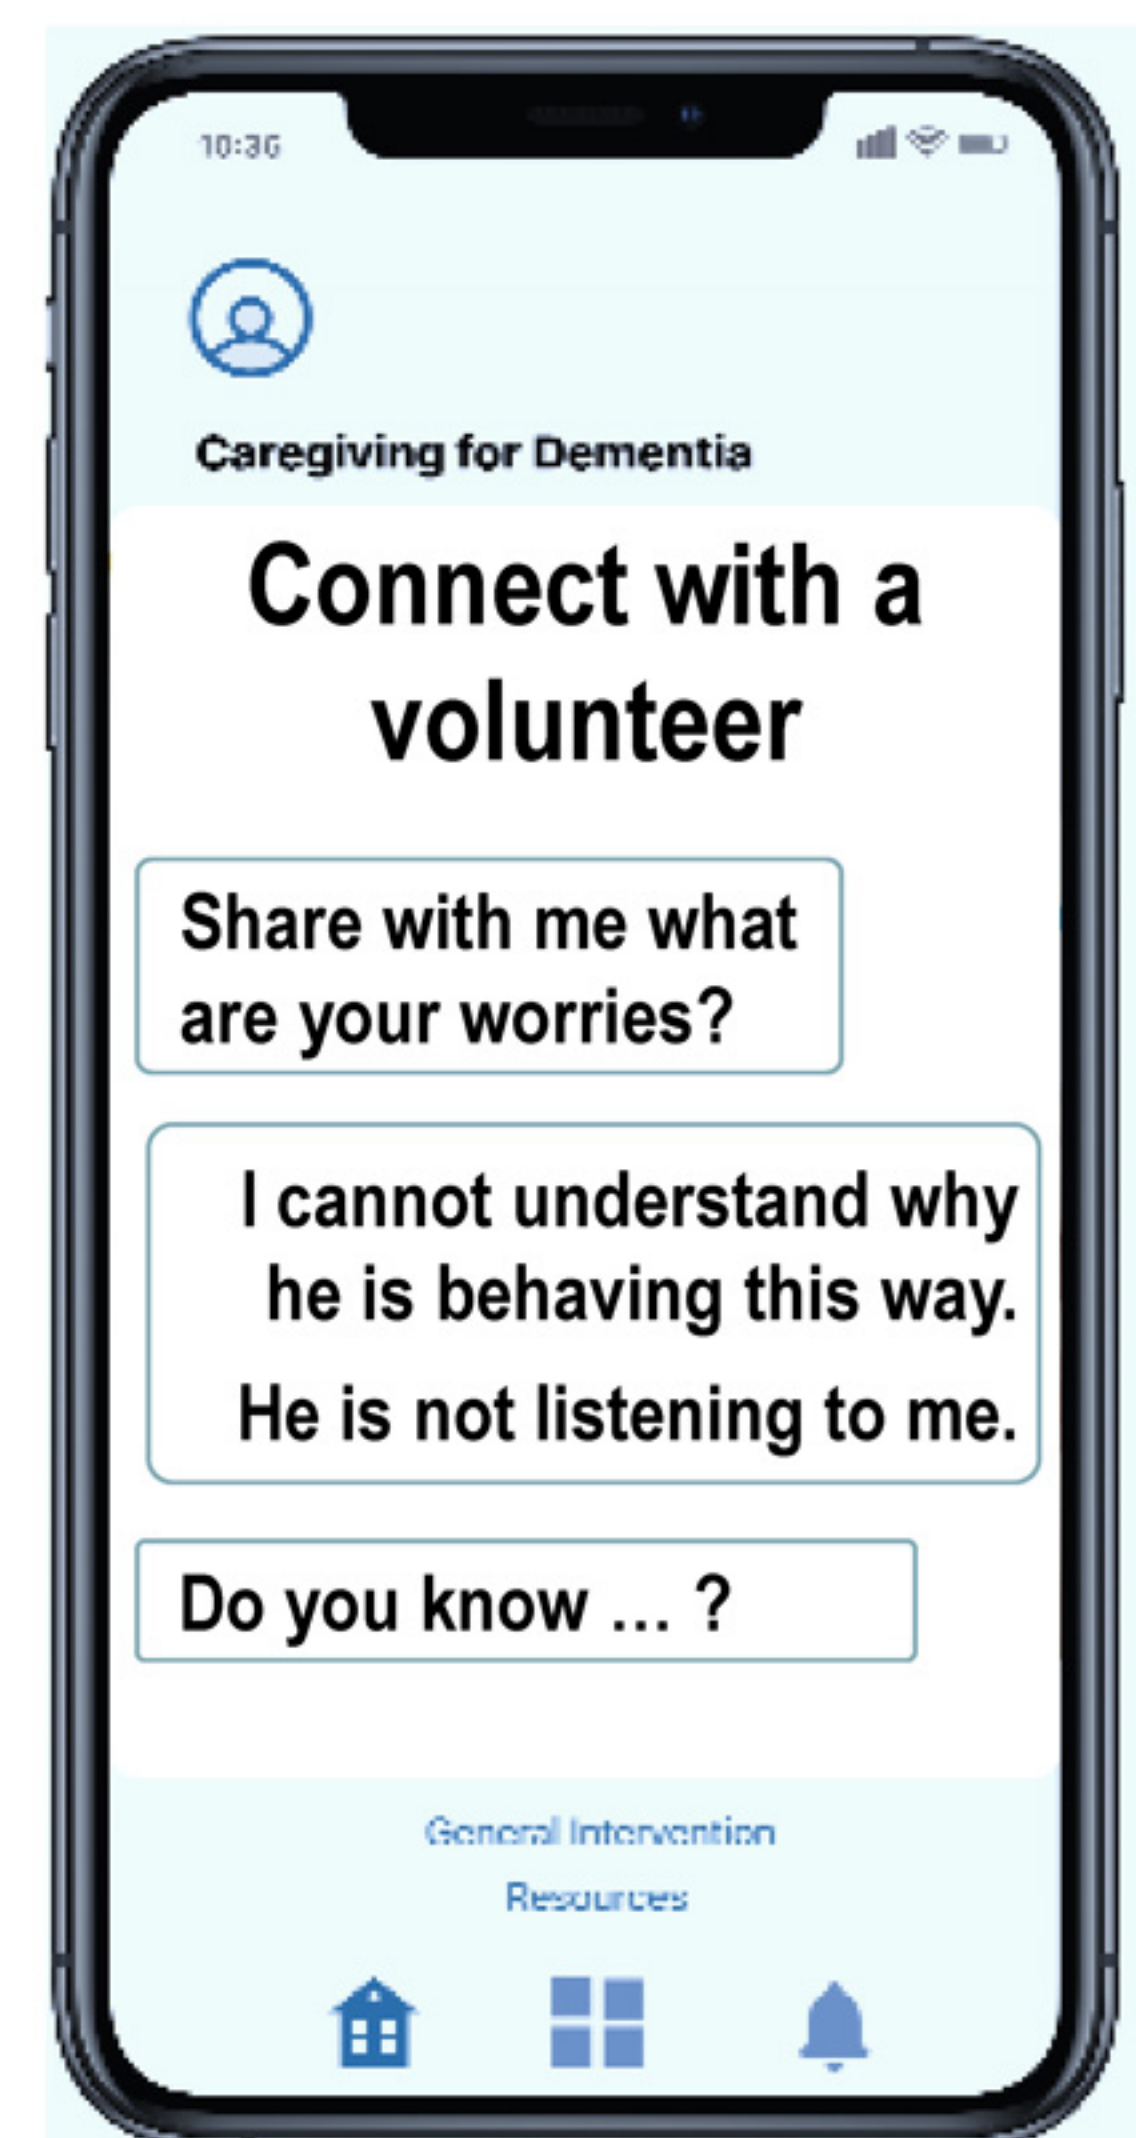 10:36
Caregiving for Dementia
Connect with a
volunteer
Share with me what
are your worries?
I cannot understand why
he is behaving this way.
He is not listening to me.
Do you know ... ?
General Intervention
Resources